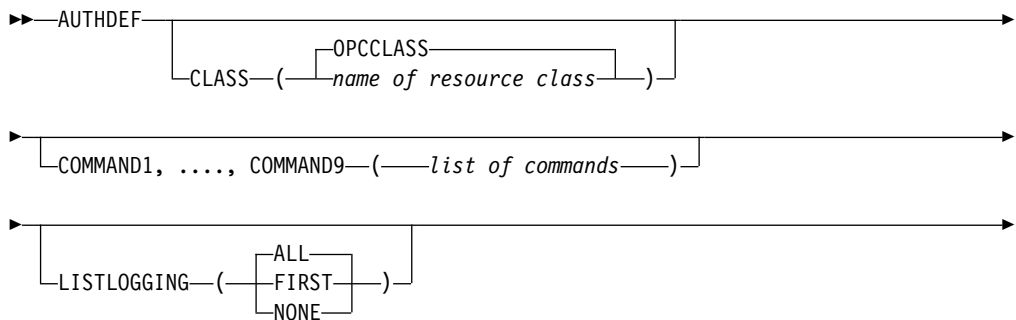 AUTHDEF
OPCCLASS
CLASS ( name of resource class )
COMMAND1, ...., COMMAND9 ( list of commands )
ALL
LISTLOGGING ( FIRST )
NONE